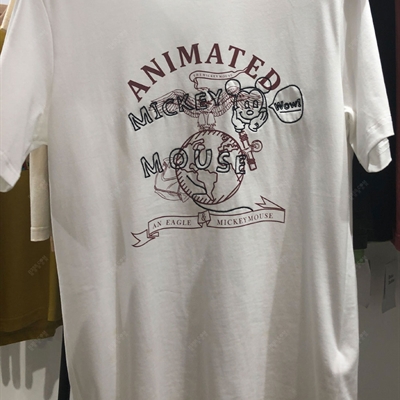 ANIMATED
MICKEY
Wow!
MOUSE
AN EAGLE & MICKEYMOUSE